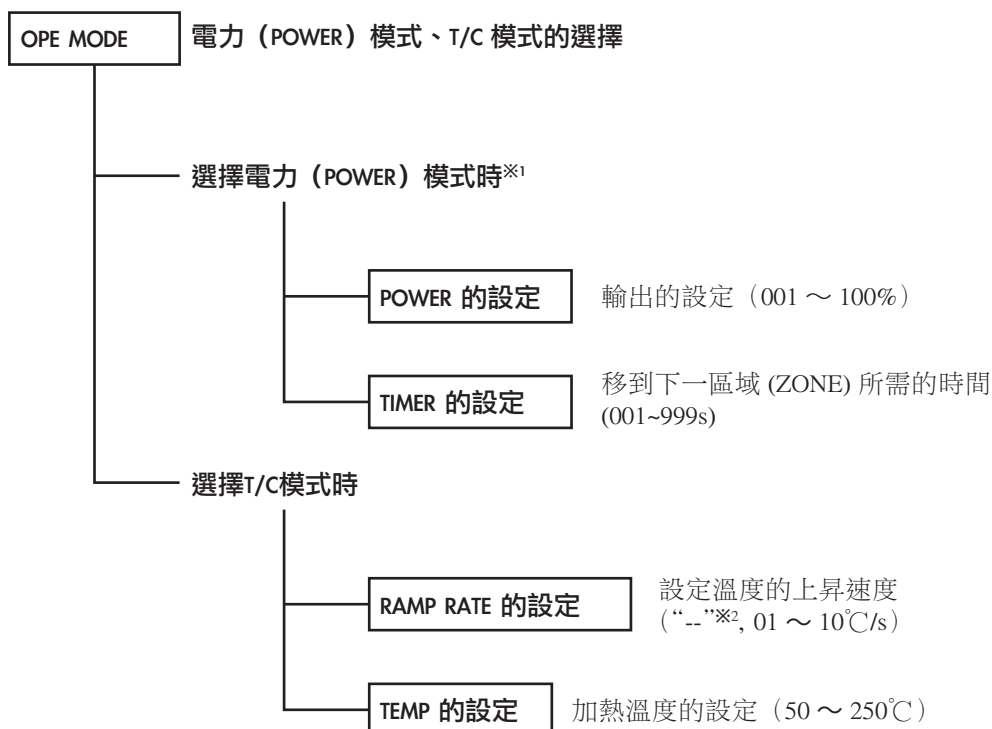 OPE MODE 電力（POWER）模式、T/C 模式的選擇
選擇電力（POWER）模式時※1
POWER 的設定 輸出的設定（001 ～ 100%）
TIMER 的設定 移到下一區域 (ZONE) 所需的時間
(001~999s)
選擇T/C模式時
RAMP RATE 的設定 設定溫度的上昇速度
（“--”※2, 01 ～ 10℃/s）
TEMP 的設定 加熱溫度的設定（50 ～ 250℃）